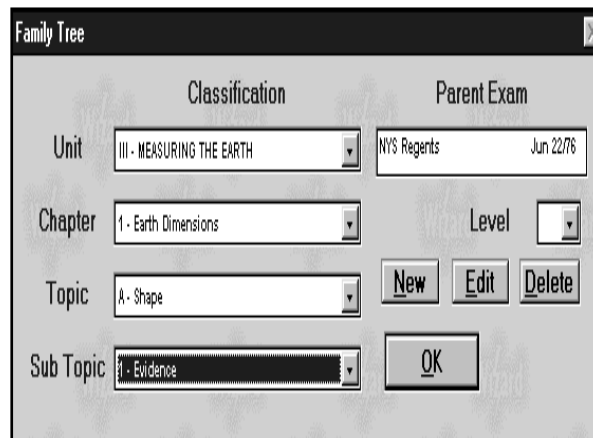 Family Tree
Classification
Parent Exam
Unit
III - MEASURING THE EARTH
NYS Regents Jun 22/76
Chapter
1 - Earth Dimensions
Level
Topic
A - Shape
New
Edit
Delete
Sub Topic
1 - Evidence
OK